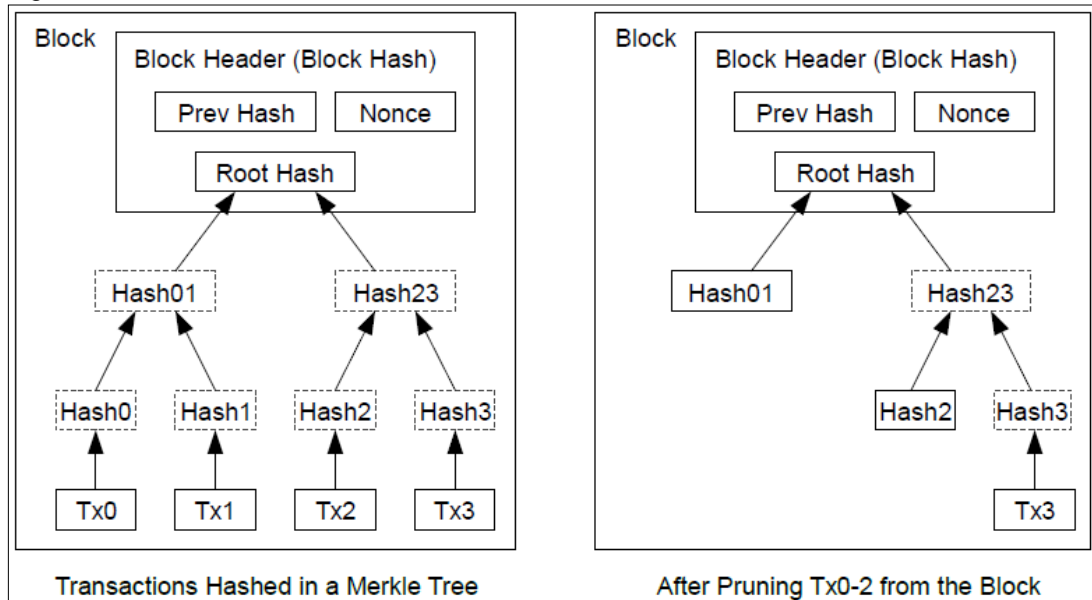 Block
Block Header (Block Hash)
Prev Hash
Nonce
Root Hash
Hash01
Hash23
Hash0
Hash1
Hash2
Hash3
Tx0
Tx1
Tx2
Tx3
Transactions Hashed in a Merkle Tree
Block
Block Header (Block Hash)
Prev Hash
Nonce
Root Hash
Hash01
Hash23
Hash2
Hash3
Tx3
After Pruning Tx0-2 from the Block